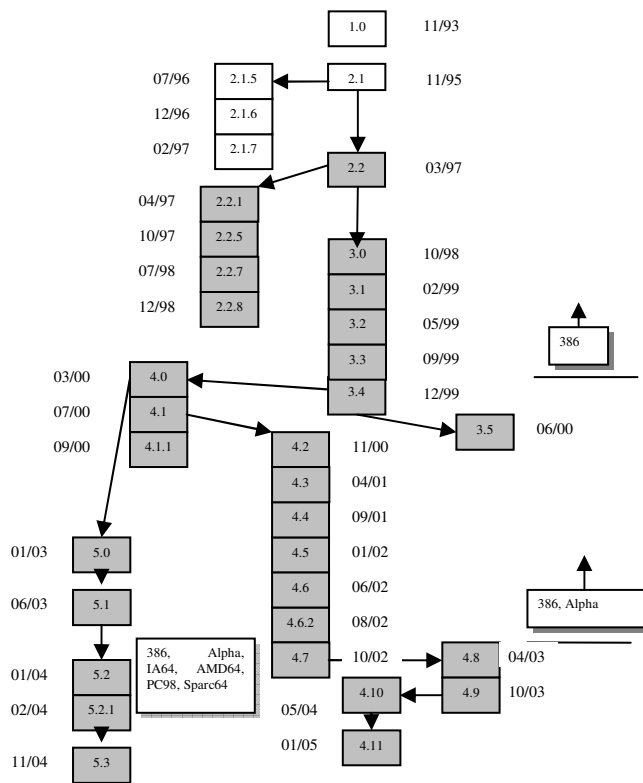 1.0 11/93
07/96 2.1.5 2.1 11/95
12/96 2.1.6
02/97 2.1.7
2.2 03/97
04/97 2.2.1
10/97 2.2.5
07/98 2.2.7
12/98 2.2.8
3.0 10/98
3.1 02/99
3.2 05/99
386
3.3 09/99
03/00 4.0 3.4 12/99
07/00 4.1
3.5 06/00
09/00 4.1.1 4.2 11/00
4.3 04/01
4.4 09/01
01/03 5.0 4.5 01/02
06/03 5.1 4.6 06/02
386, Alpha
4.6.2 08/02
386, Alpha,
IA64, AMD64,
PC98, Sparc64
4.7 10/02 4.8 04/03
01/04 5.2
4.10 4.9 10/03
02/04 5.2.1 05/04
01/05 4.11
11/04 5.3